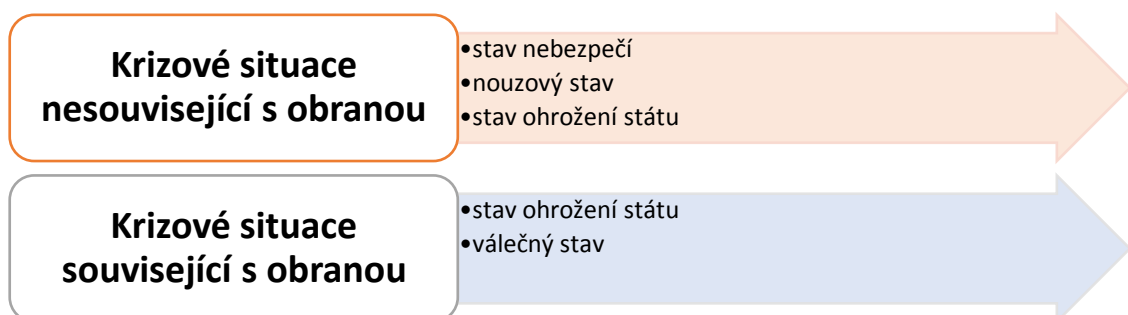 Krizové situace
nesouvisející s obranou
•stav nebezpečí
•nouzový stav
•stav ohrožení státu
Krizové situace
související s obranou
•stav ohrožení státu
•válečný stav